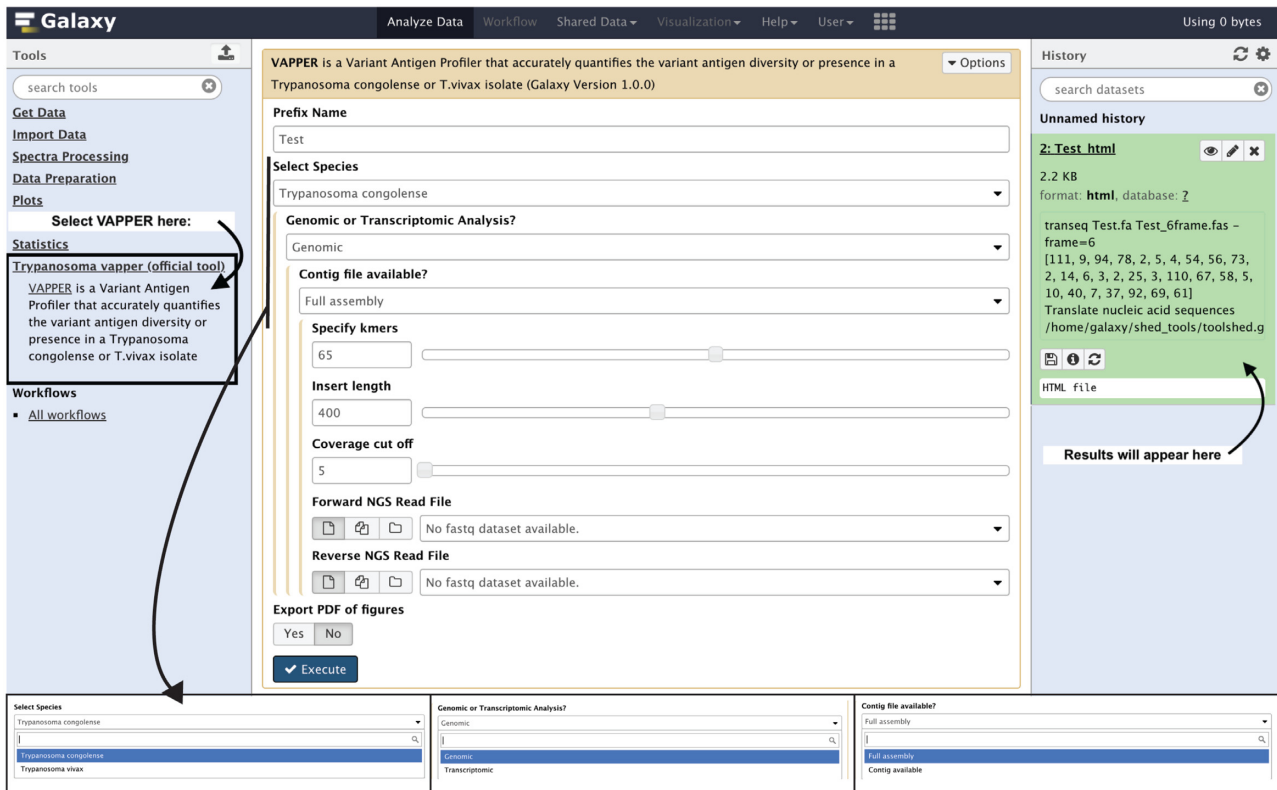 Galaxy
Analyze Data Workflow Shared Data Visualization Help User
Using 0 bytes
Tools
search tools
Get Data
Import Data
Spectra Processing
Data Preparation
Plots
Select VAPPER here:
Statistics
Trypanosoma vapper (official tool)
VAPPER is a Variant Antigen
Profiler that accurately quantifies
the variant antigen diversity or
presence in a Trypanosoma
congolense or T.vivax isolate
Workflows
All workflows
VAPPER is a Variant Antigen Profiler that accurately quantifies the variant antigen diversity or presence in a
Trypanosoma congolense or T.vivax isolate (Galaxy Version 1.0.0)
Options
Prefix Name
Test
Select Species
Trypanosoma congolense
Genomic or Transcriptomic Analysis?
Genomic
Contig file available?
Full assembly
Specify kmers
65
Insert length
400
Coverage cut off
5
Forward NGS Read File
No fastq dataset available.
Reverse NGS Read File
No fastq dataset available.
Export PDF of figures
Yes No
Execute
History
search datasets
Unnamed history
2: Test_html
2.2 KB
format: html, database: ?
transeq Test.fa Test_6frame.fas -
frame=6
[111, 9, 94, 78, 2, 5, 4, 54, 56, 73,
2, 14, 6, 3, 2, 25, 3, 110, 67, 58, 5,
10, 40, 7, 37, 92, 69, 61]
Translate nucleic acid sequences
/home/galaxy/shed_tools/toolshed.g
HTML file
Results will appear here
Select Species
Trypanosoma congolense
Trypanosoma congolense
Trypanosoma vivax
Genomic or Transcriptomic Analysis?
Genomic
Genomic
Transcriptomic
Contig file available?
Full assembly
Full assembly
Contig available